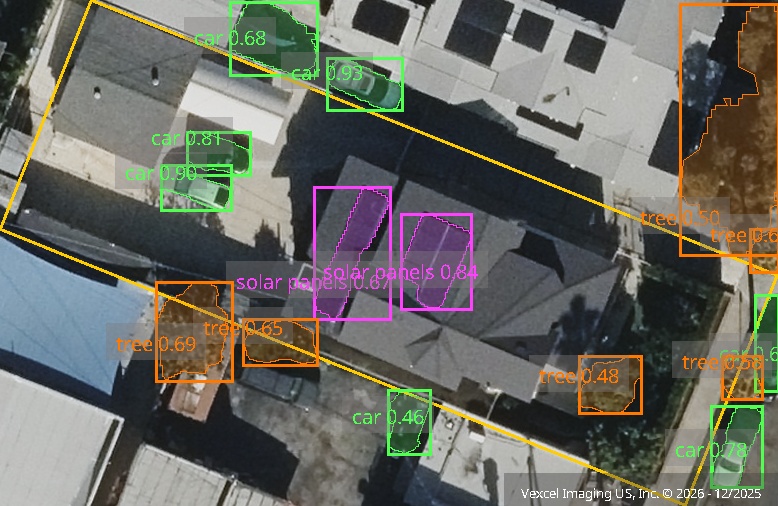 car 0.68
car 0.93
car 0.81
car 0.90
tree 0.50
tree 0.6
solar panels 0.67
solar panels 0.84
tree 0.65
tree 0.69
tree 0.48
car 0.46
car 0.78
Vexcel Imaging US, Inc. © 2026 - 12/2025